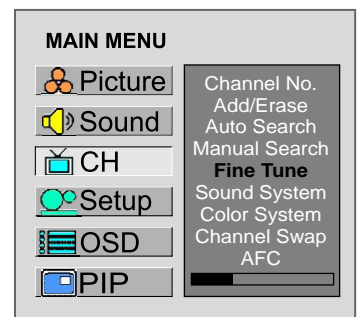 MAIN MENU
Picture
Sound
CH
Setup
OSD
PIP
Channel No.
Add/Erase
Auto Search
Manual Search
Fine Tune
Sound System
Color System
Channel Swap
AFC